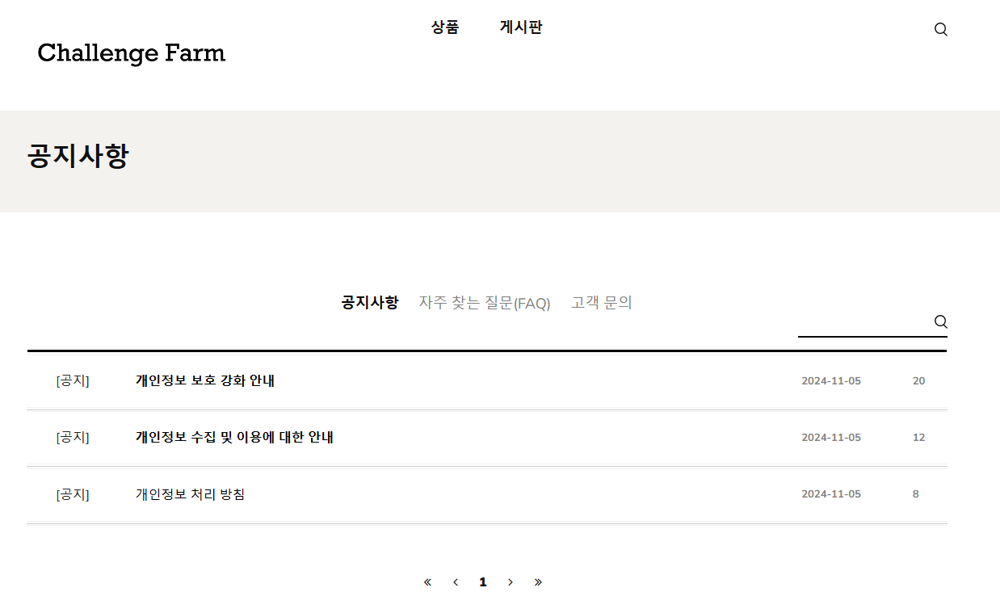 상품 게시판
Challenge Farm
공지사항
공지사항 자주 찾는 질문(FAQ) 고객 문의
[공지] 개인정보 보호 강화 안내 2024-11-05 20
[공지] 개인정보 수집 및 이용에 대한 안내 2024-11-05 12
[공지] 개인정보 처리 방침 2024-11-05 8
« ‹ 1 › »